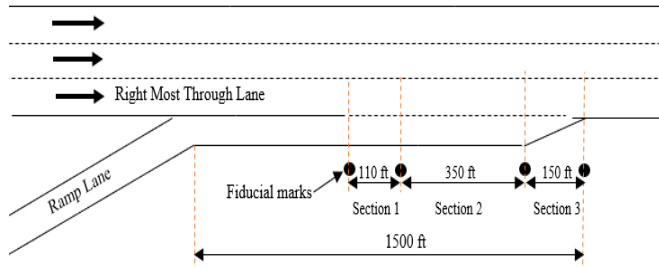 Right Most Through Lane
Ramp Lane
Fiducial marks
110 ft
350 ft
150 ft
Section 1
Section 2
Section 3
1500 ft